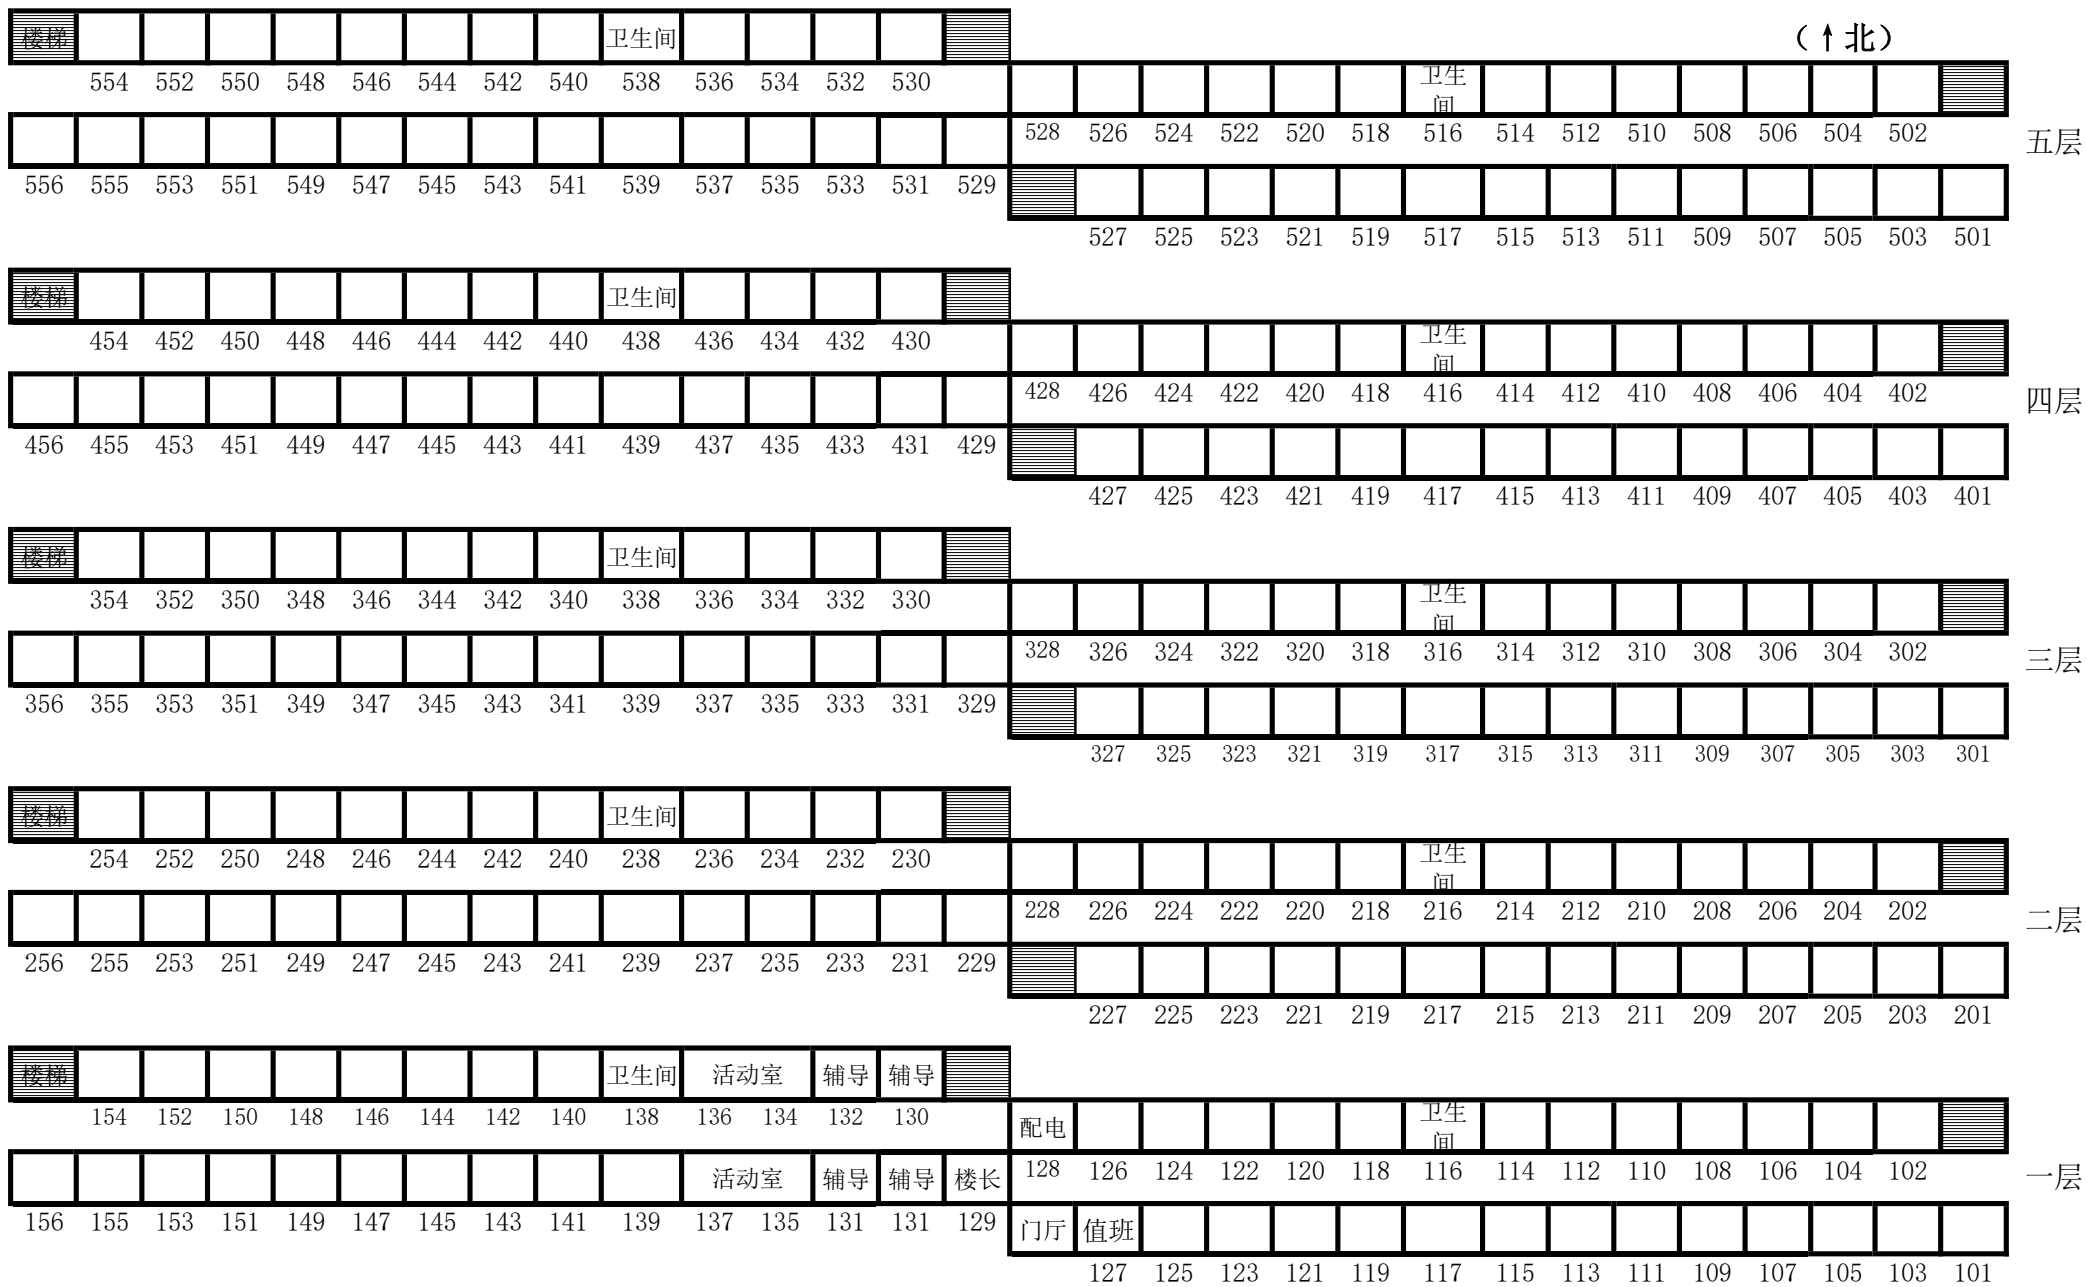 楼梯 卫生间
(↑北)
554 552 550 548 546 544 542 540 538 536 534 532 530
卫生间
528 526 524 522 520 518 516 514 512 510 508 506 504 502
五层
556 555 553 551 549 547 545 543 541 539 537 535 533 531 529
527 525 523 521 519 517 515 513 511 509 507 505 503 501
楼梯 卫生间
454 452 450 448 446 444 442 440 438 436 434 432 430
卫生间
428 426 424 422 420 418 416 414 412 410 408 406 404 402
四层
456 455 453 451 449 447 445 443 441 439 437 435 433 431 429
427 425 423 421 419 417 415 413 411 409 407 405 403 401
楼梯 卫生间
354 352 350 348 346 344 342 340 338 336 334 332 330
卫生间
328 326 324 322 320 318 316 314 312 310 308 306 304 302
三层
356 355 353 351 349 347 345 343 341 339 337 335 333 331 329
327 325 323 321 319 317 315 313 311 309 307 305 303 301
楼梯 卫生间
254 252 250 248 246 244 242 240 238 236 234 232 230
卫生间
228 226 224 222 220 218 216 214 212 210 208 206 204 202
二层
256 255 253 251 249 247 245 243 241 239 237 235 233 231 229
227 225 223 221 219 217 215 213 211 209 207 205 203 201
楼梯 卫生间 活动室 辅导 辅导
154 152 150 148 146 144 142 140 138 136 134 132 130
配电 卫生间
128 126 124 122 120 118 116 114 112 110 108 106 104 102
活动室 辅导 辅导 楼长
一层
156 155 153 151 149 147 145 143 141 139 137 135 131 131 129
门厅 值班
127 125 123 121 119 117 115 113 111 109 107 105 103 101